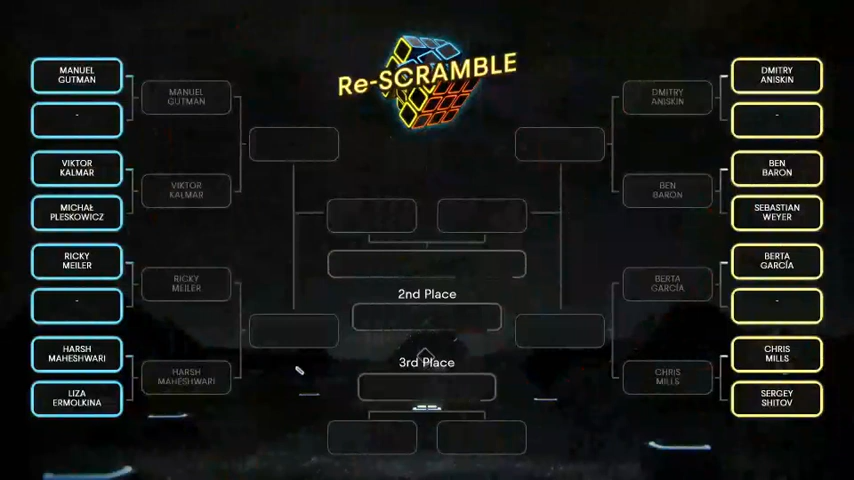 Re-SCRAMBLE
MANUEL
GUTMAN
-
VIKTOR
KALMAR
MICHAŁ
PLESKOWICZ
RICKY
MEILER
-
HARSH
MAHESHWARI
LIZA
ERMOLKINA
MANUEL
GUTMAN
VIKTOR
KALMAR
RICKY
MEILER
HARSH
MAHESHWARI
2nd Place
3rd Place
DMITRY
ANISKIN
BEN
BARON
BERTA
GARCÍA
CHRIS
MILLS
DMITRY
ANISKIN
-
BEN
BARON
SEBASTIAN
WEYER
BERTA
GARCÍA
-
CHRIS
MILLS
SERGEY
SHITOV